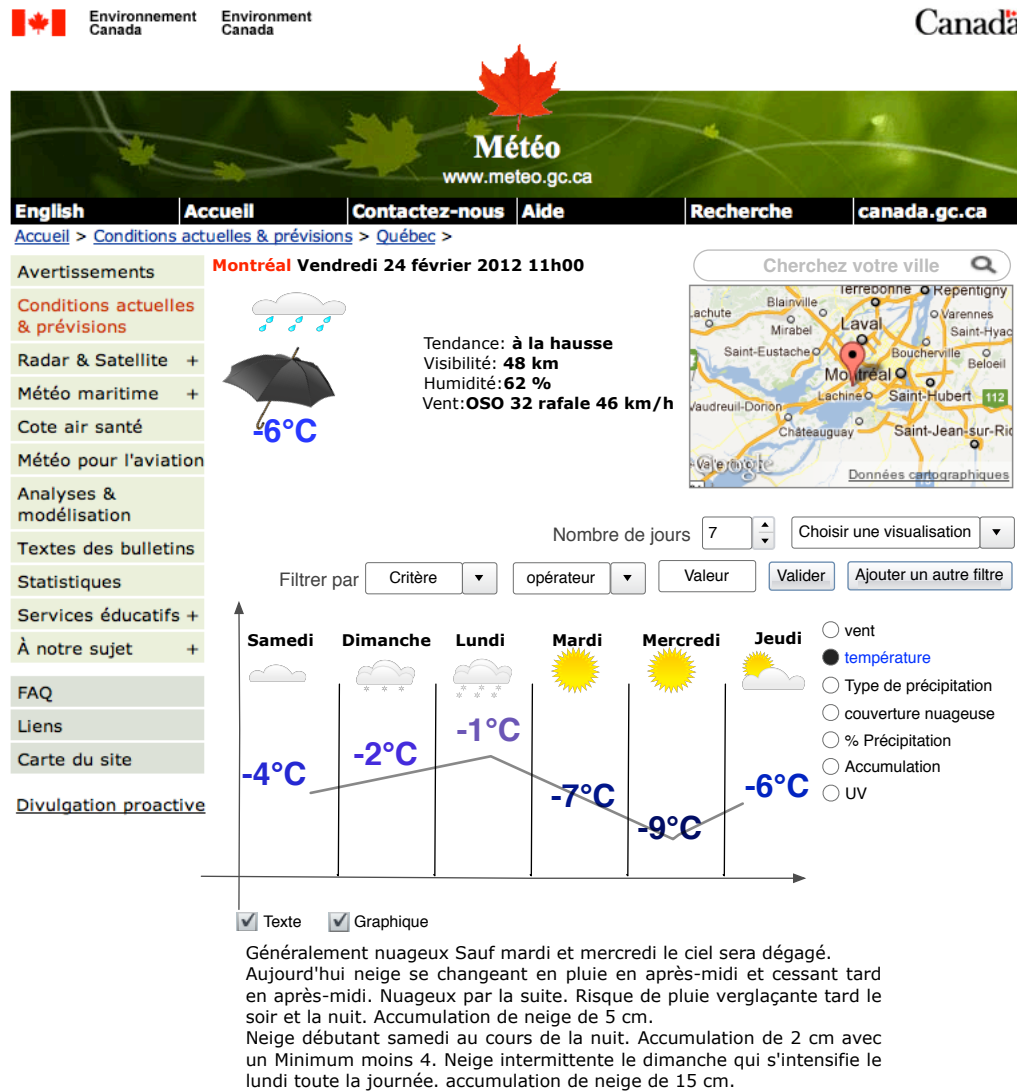 Environnement Canada
Environment Canada
Canada
Météo
www.meteo.gc.ca
English Accueil Contactez-nous Aide Recherche canada.gc.ca
Accueil > Conditions actuelles & prévisions > Québec >
Avertissements
Conditions actuelles
& prévisions
Radar & Satellite +
Météo maritime +
Cote air santé
Météo pour l'aviation
Analyses &
modélisation
Textes des bulletins
Statistiques
Services éducatifs +
À notre sujet +
FAQ
Liens
Carte du site
Divulgation proactive
Montréal Vendredi 24 février 2012 11h00
-6°C
Tendance: à la hausse
Visibilité: 48 km
Humidité:62 %
Vent:OSO 32 rafale 46 km/h
Cherchez votre ville
Terrebonne Repentigny
Blainville
Lachute Varennes
Mirabel Laval Saint-Hyac
Saint-Eustache Boucherville
Beloeil
Montréal
Lachine Saint-Hubert 112
Vaudreuil-Dorion
Châteauguay Saint-Jean-sur-Ric
Google
Données cartographiques
Nombre de jours 7 Choisir une visualisation
Filtrer par Critère opérateur Valeur Valider Ajouter un autre filtre
Samedi Dimanche Lundi Mardi Mercredi Jeudi
-4°C -2°C -1°C -7°C -9°C -6°C
vent
température
Type de précipitation
couverture nuageuse
% Précipitation
Accumulation
UV
Texte Graphique
Généralement nuageux Sauf mardi et mercredi le ciel sera dégagé.
Aujourd'hui neige se changeant en pluie en après-midi et cessant tard
en après-midi. Nuageux par la suite. Risque de pluie verglaçante tard le
soir et la nuit. Accumulation de neige de 5 cm.
Neige débutant samedi au cours de la nuit. Accumulation de 2 cm avec
un Minimum moins 4. Neige intermittente le dimanche qui s'intensifie le
lundi toute la journée. accumulation de neige de 15 cm.